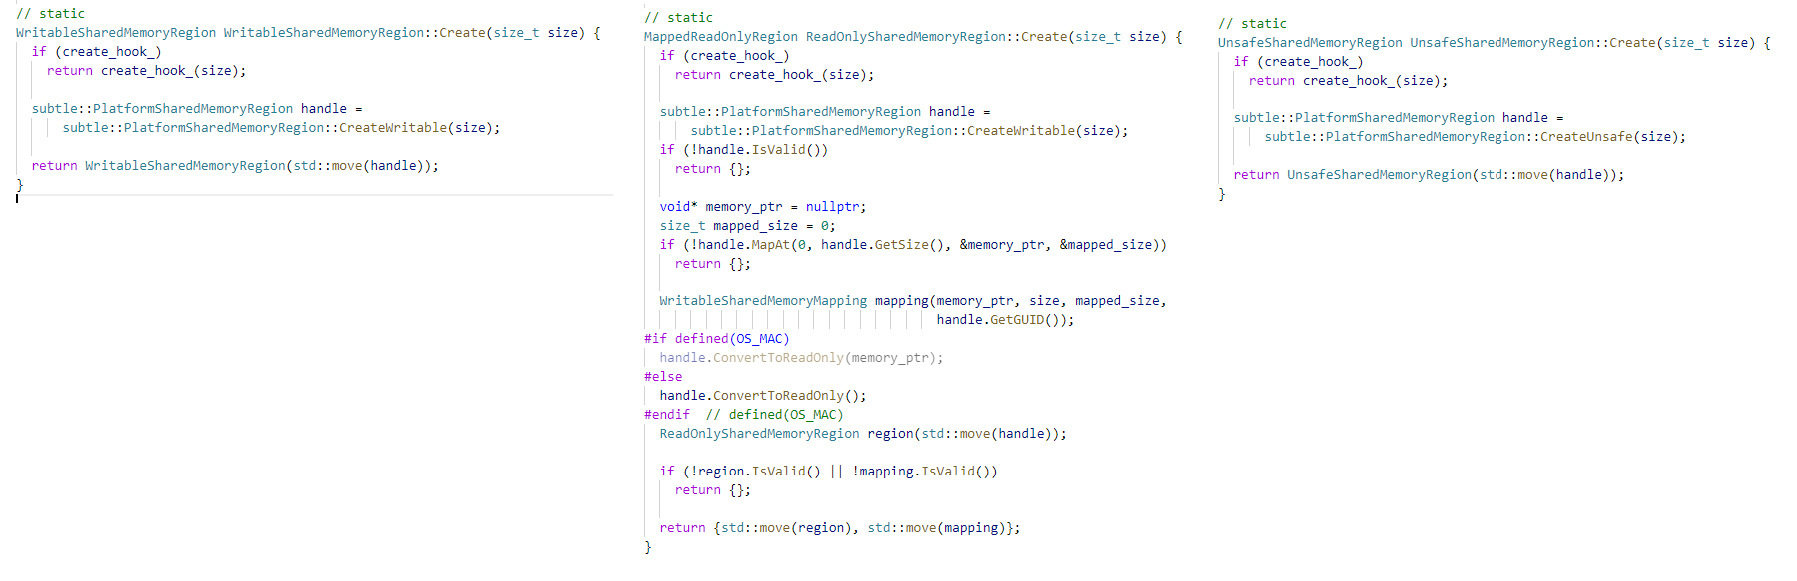 // static
WritableSharedMemoryRegion WritableSharedMemoryRegion::Create(size_t size) {
  if (create_hook_)
    return create_hook_(size);

  subtle::PlatformSharedMemoryRegion handle =
      subtle::PlatformSharedMemoryRegion::CreateWritable(size);

  return WritableSharedMemoryRegion(std::move(handle));
}
// static
MappedReadOnlyRegion ReadOnlySharedMemoryRegion::Create(size_t size) {
  if (create_hook_)
    return create_hook_(size);

  subtle::PlatformSharedMemoryRegion handle =
      subtle::PlatformSharedMemoryRegion::CreateWritable(size);
  if (!handle.IsValid())
    return {};

  void* memory_ptr = nullptr;
  size_t mapped_size = 0;
  if (!handle.MapAt(0, handle.GetSize(), &memory_ptr, &mapped_size))
    return {};

  WritableSharedMemoryMapping mapping(memory_ptr, size, mapped_size,
                                      handle.GetGUID());
#if defined(OS_MAC)
  handle.ConvertToReadOnly(memory_ptr);
#else
  handle.ConvertToReadOnly();
#endif  // defined(OS_MAC)
  ReadOnlySharedMemoryRegion region(std::move(handle));

  if (!region.IsValid() || !mapping.IsValid())
    return {};

  return {std::move(region), std::move(mapping)};
}
// static
UnsafeSharedMemoryRegion UnsafeSharedMemoryRegion::Create(size_t size) {
  if (create_hook_)
    return create_hook_(size);

  subtle::PlatformSharedMemoryRegion handle =
      subtle::PlatformSharedMemoryRegion::CreateUnsafe(size);

  return UnsafeSharedMemoryRegion(std::move(handle));
}